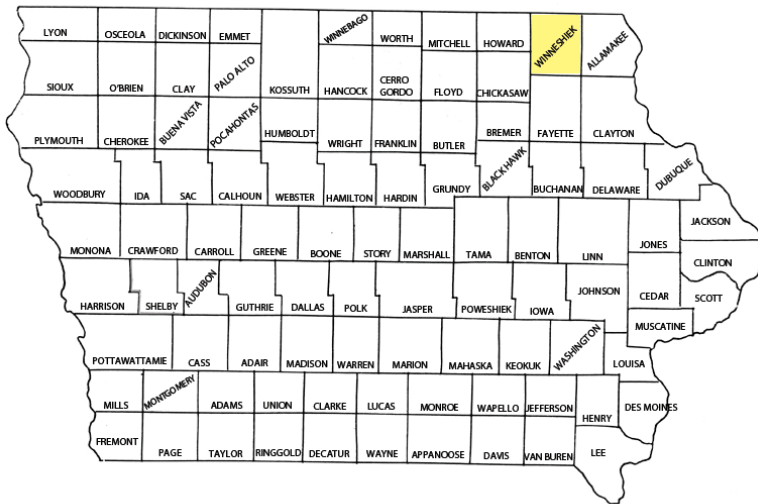 LYON OSCEOLA DICKINSON EMMET WINNEBAGO WORTH MITCHELL HOWARD WINNESHIEK ALLAMAKEE
SIOUX O'BRIEN CLAY PALO ALTO KOSSUTH HANCOCK CERRO GORDO FLOYD CHICKASAW
PLYMOUTH CHEROKEE BUENA VISTA POCAHONTAS HUMBOLDT WRIGHT FRANKLIN BUTLER BREMER FAYETTE CLAYTON
WOODBURY IDA SAC CALHOUN WEBSTER HAMILTON HARDIN GRUNDY BLACK HAWK BUCHANAN DELAWARE DUBUQUE
MONONA CRAWFORD CARROLL GREENE BOONE STORY MARSHALL TAMA BENTON LINN JONES JACKSON
CLINTON
HARRISON SHELBY AUDUBON GUTHRIE DALLAS POLK JASPER POWESHIEK IOWA JOHNSON CEDAR SCOTT
MUSCATINE
POTTAWATTAMIE CASS ADAIR MADISON WARREN MARION MAHASKA KEOKUK WASHINGTON LOUISA
MILLS MONTGOMERY ADAMS UNION CLARKE LUCAS MONROE WAPELLO JEFFERSON HENRY DES MOINES
FREMONT PAGE TAYLOR RINGGOLD DECATUR WAYNE APPANOOSE DAVIS VAN BUREN LEE